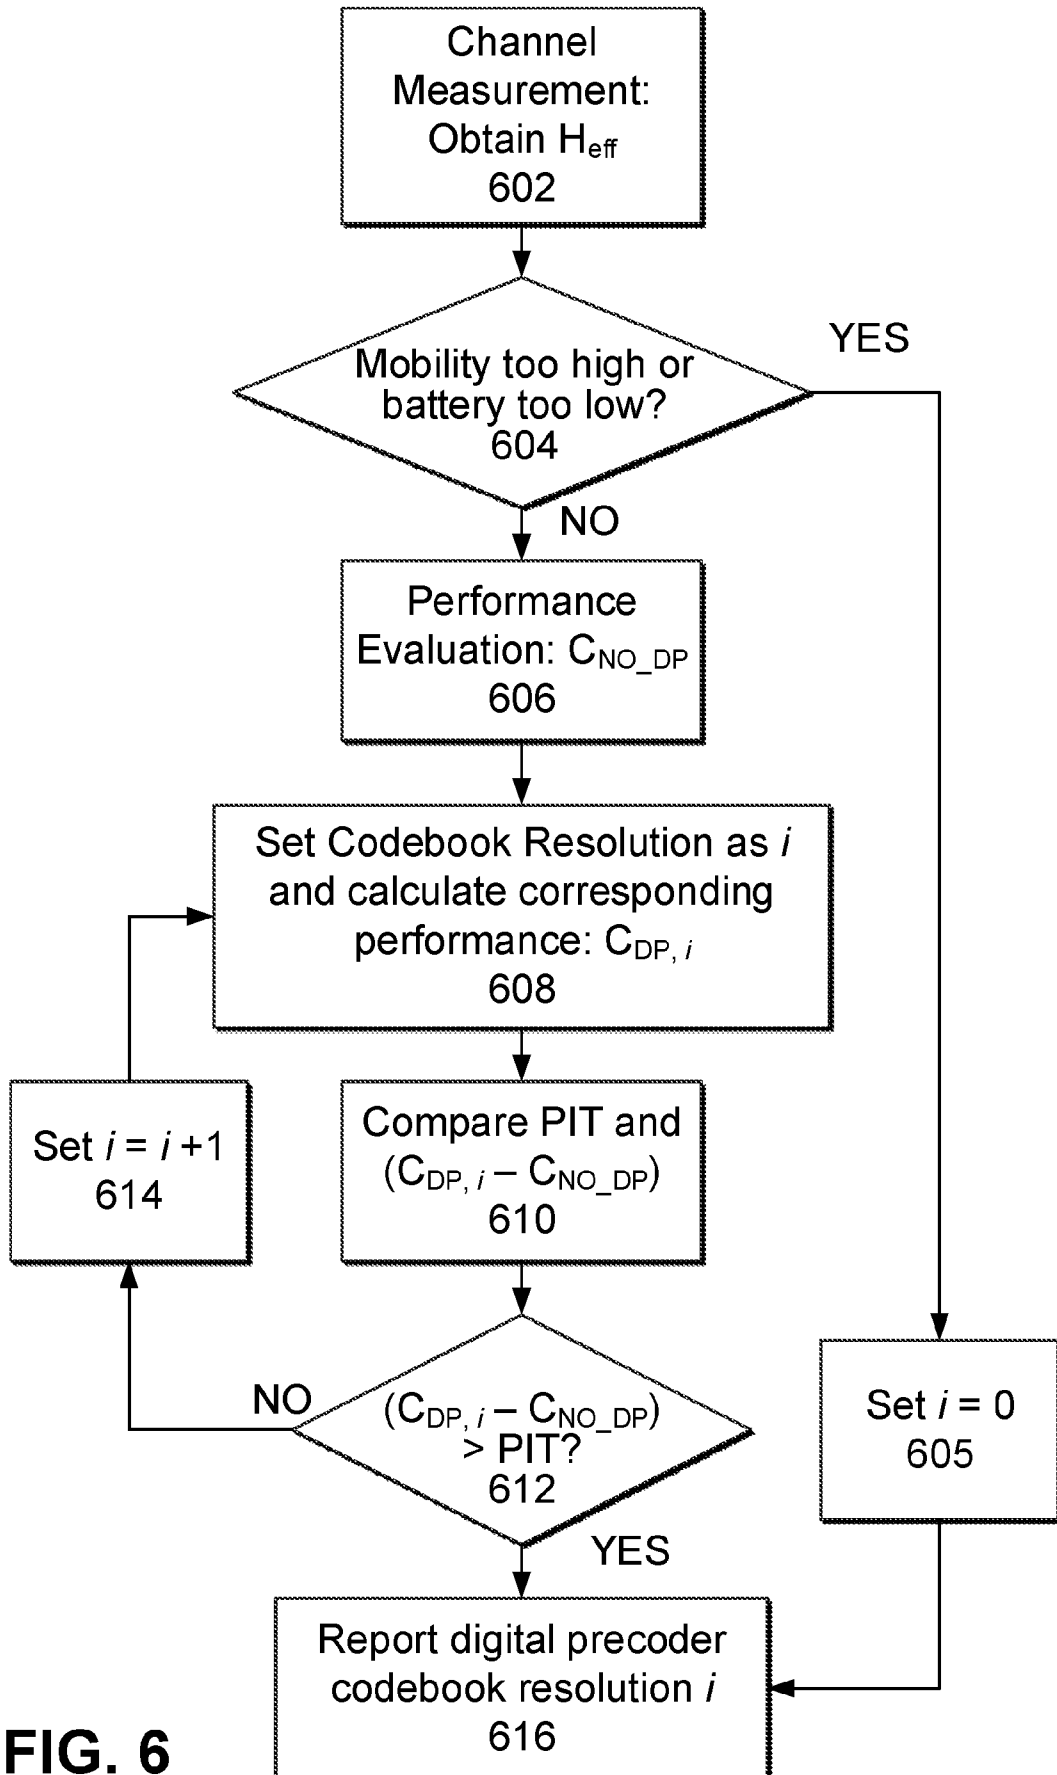 Channel
Measurement:
Obtain Heff
602
Mobility too high or
battery too low?
604
YES
NO
Performance
Evaluation: CNO_DP
606
Set Codebook Resolution as i
and calculate corresponding
performance: CDP, i
608
Set i = i +1
614
Compare PIT and
(CDP, i – CNO_DP)
610
NO
(CDP, i – CNO_DP)
> PIT?
612
YES
Set i = 0
605
Report digital precoder
codebook resolution i
616
FIG. 6